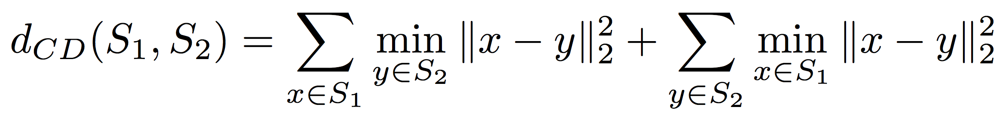 d_{CD}(S_1, S_2) = \sum_{x \in S_1} \min_{y \in S_2} \|x - y\|_2^2 + \sum_{y \in S_2} \min_{x \in S_1} \|x - y\|_2^2